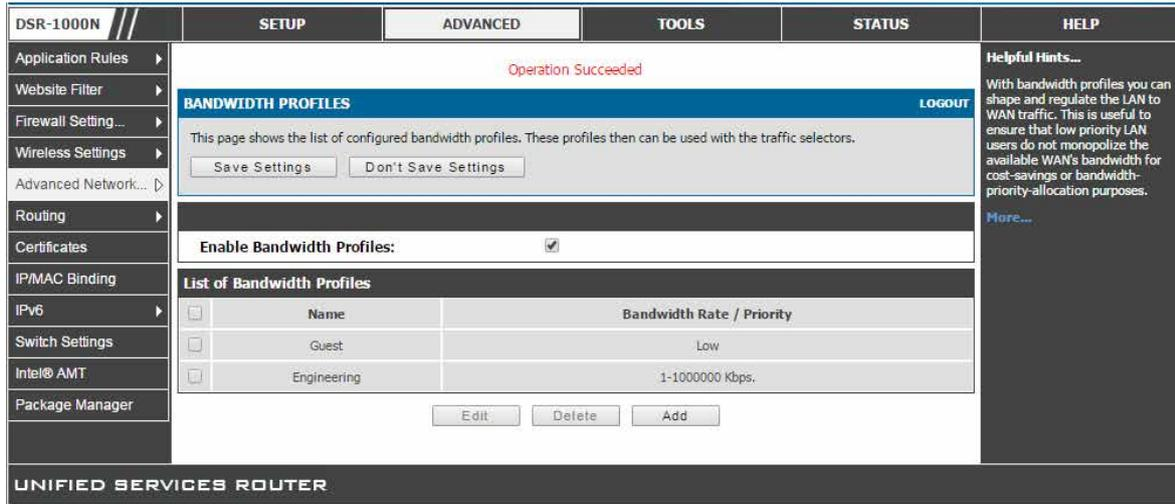 DSR-1000N
SETUP
ADVANCED
TOOLS
STATUS
HELP
Application Rules
Website Filter
Firewall Setting...
Wireless Settings
Advanced Network...
Routing
Certificates
IP/MAC Binding
IPv6
Switch Settings
Intel® AMT
Package Manager
Operation Succeeded
BANDWIDTH PROFILES
LOGOUT
This page shows the list of configured bandwidth profiles. These profiles then can be used with the traffic selectors.
Save Settings
Don't Save Settings
Enable Bandwidth Profiles:
List of Bandwidth Profiles
Name
Bandwidth Rate / Priority
Guest
Low
Engineering
1-1000000 Kbps.
Edit
Delete
Add
Helpful Hints...
With bandwidth profiles you can
shape and regulate the LAN to
WAN traffic. This is useful to
ensure that low priority LAN
users do not monopolize the
available WAN's bandwidth for
cost-savings or bandwidth-
priority-allocation purposes.
More...
UNIFIED SERVICES ROUTER